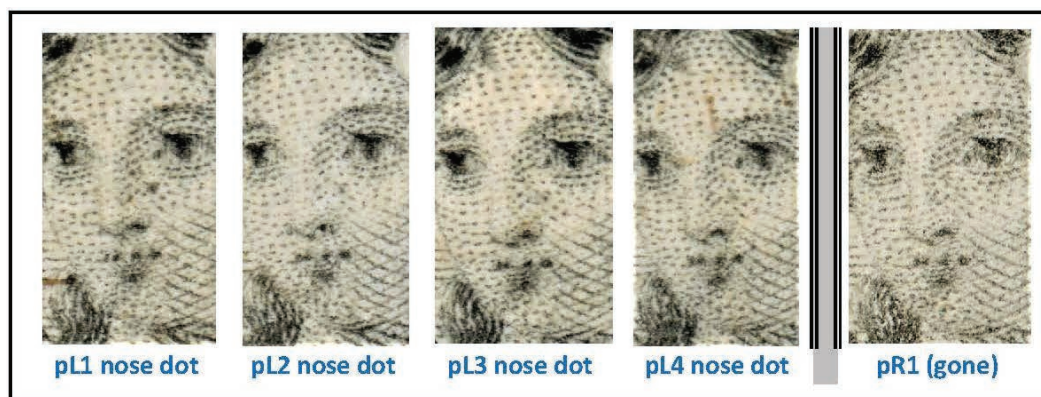 pL1 nose dot
pL2 nose dot
pL3 nose dot
pL4 nose dot
pR1 (gone)